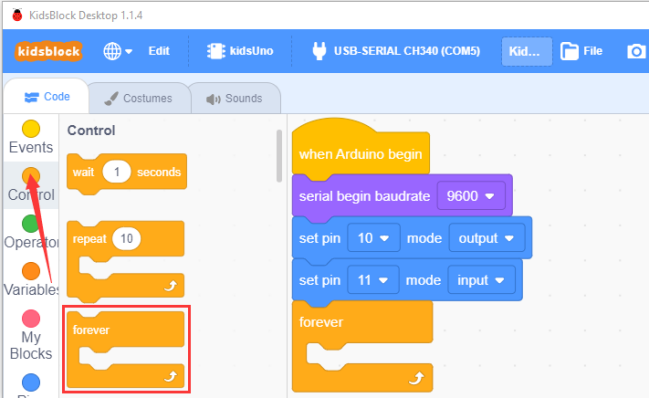 KidsBlock Desktop 1.1.4
kidsblock Edit kidsUno USB-SERIAL CH340 (COM5) Kid... File
Code Costumes Sounds
Events
Control
Operator
Variables
My
Blocks
Control
wait 1 seconds
repeat 10
forever
when Arduino begin
serial begin baudrate 9600
set pin 10 mode output
set pin 11 mode input
forever